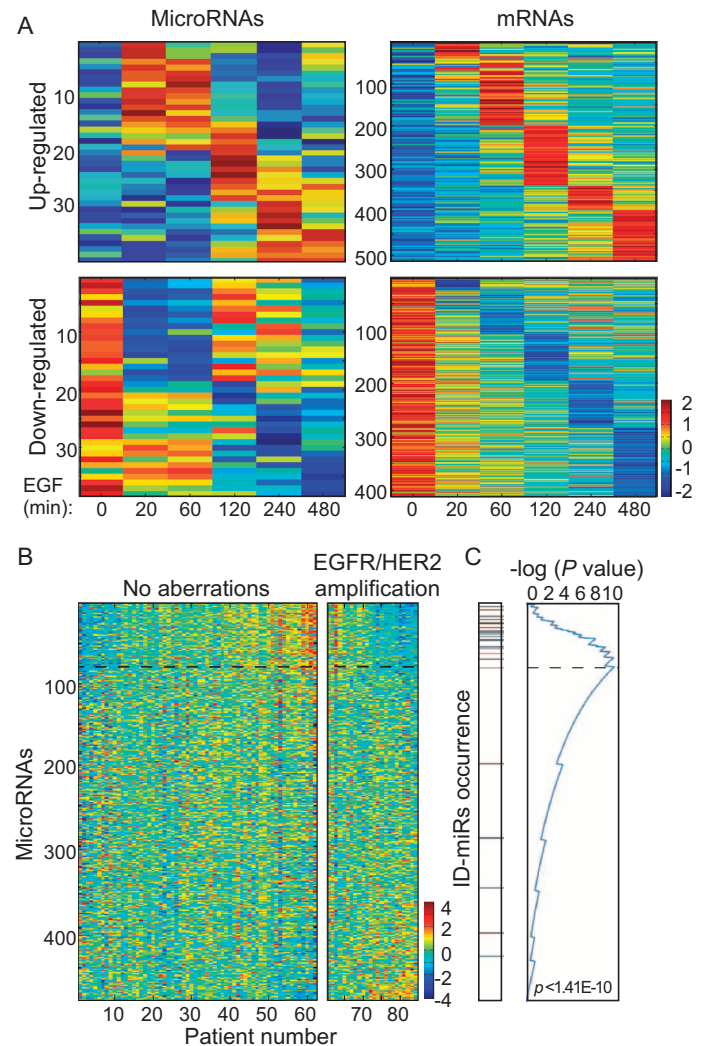 A
MicroRNAs
mRNAs
Up-regulated
10
20
30
100
200
300
400
500
Down-regulated
10
20
30
100
200
300
400
2
1
0
-1
-2
EGF
(min):
0 20 60 120 240 480
0 20 60 120 240 480
B
No aberrations
EGFR/HER2
amplification
MicroRNAs
100
200
300
400
4
2
0
-2
-4
10 20 30 40 50 60
70 80
Patient number
C
-log (P value)
0 2 4 6 8 10
ID-miRs occurrence
p<1.41E-10